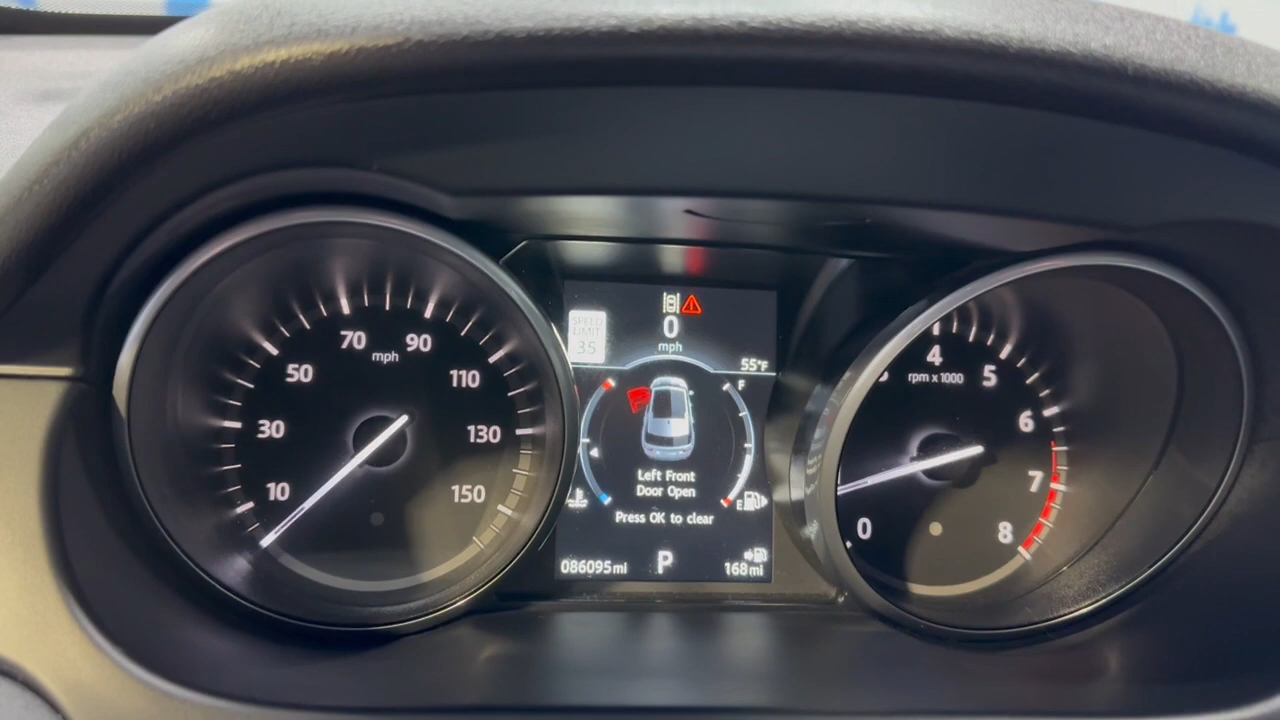 10
30
50
70
90
110
130
150
mph
SPEED
LIMIT
35
0
mph
55°F
F
E
Left Front
Door Open
Press OK to clear
086095mi
P
168mi
0
4
5
6
7
8
rpm x 1000